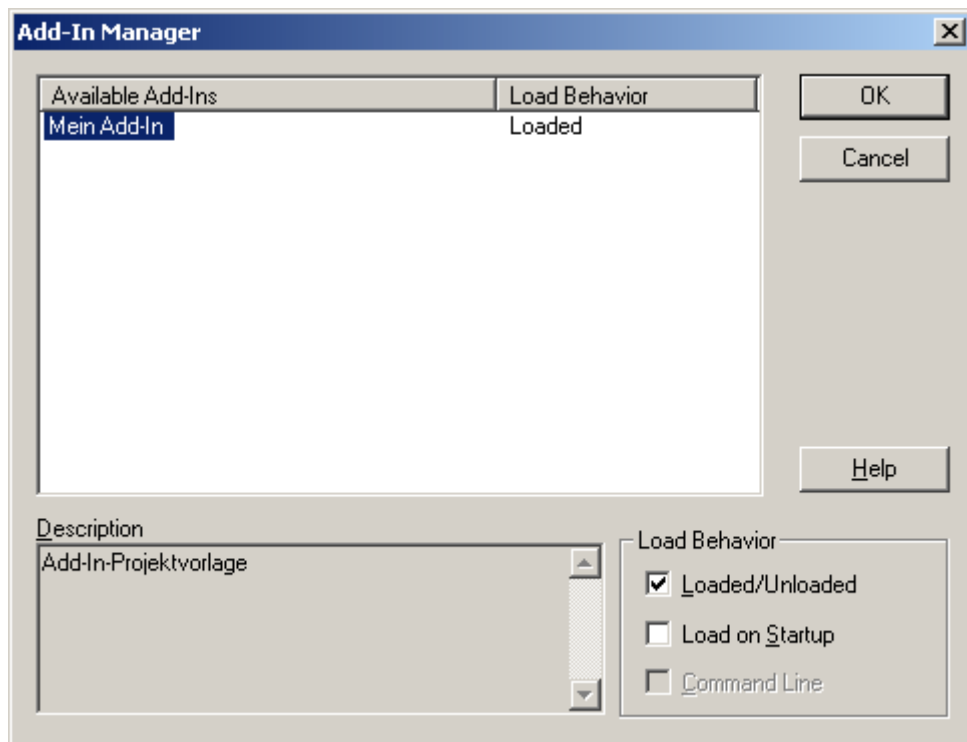 Add-In Manager
Available Add-Ins Load Behavior
Mein Add-In Loaded
OK
Cancel
Help
Description
Add-In-Projektvorlage
Load Behavior
Loaded/Unloaded
Load on Startup
Command Line